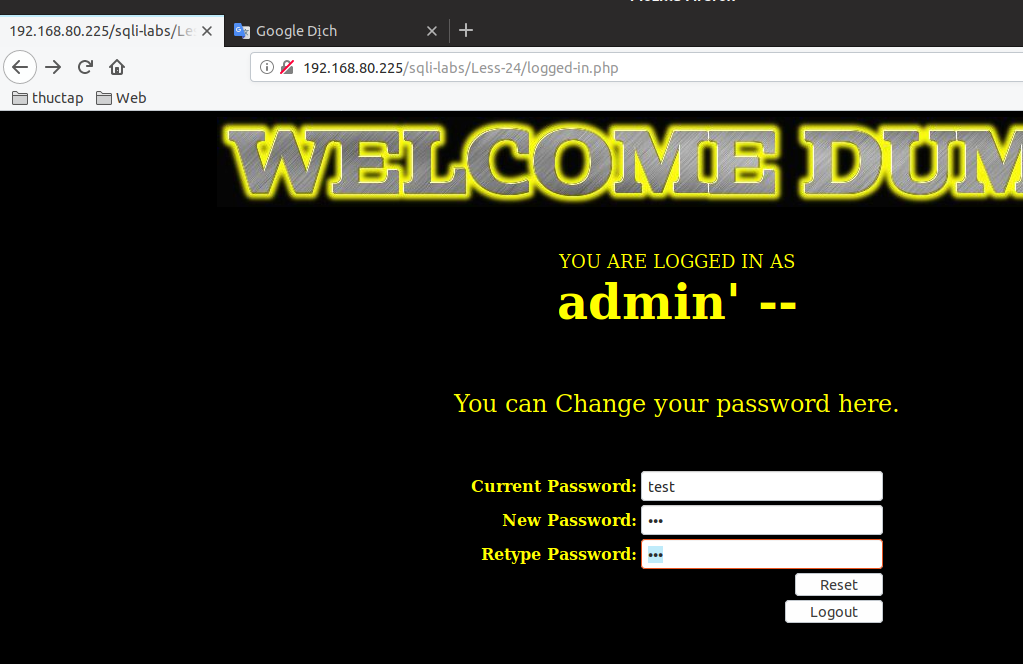 192.168.80.225/sqli-labs/Le
Google Dịch
192.168.80.225/sqli-labs/Less-24/logged-in.php
thuctap
Web
WELCOME DUM
YOU ARE LOGGED IN AS
admin' --
You can Change your password here.
Current Password: test
New Password: •••
Retype Password: •••
Reset
Logout